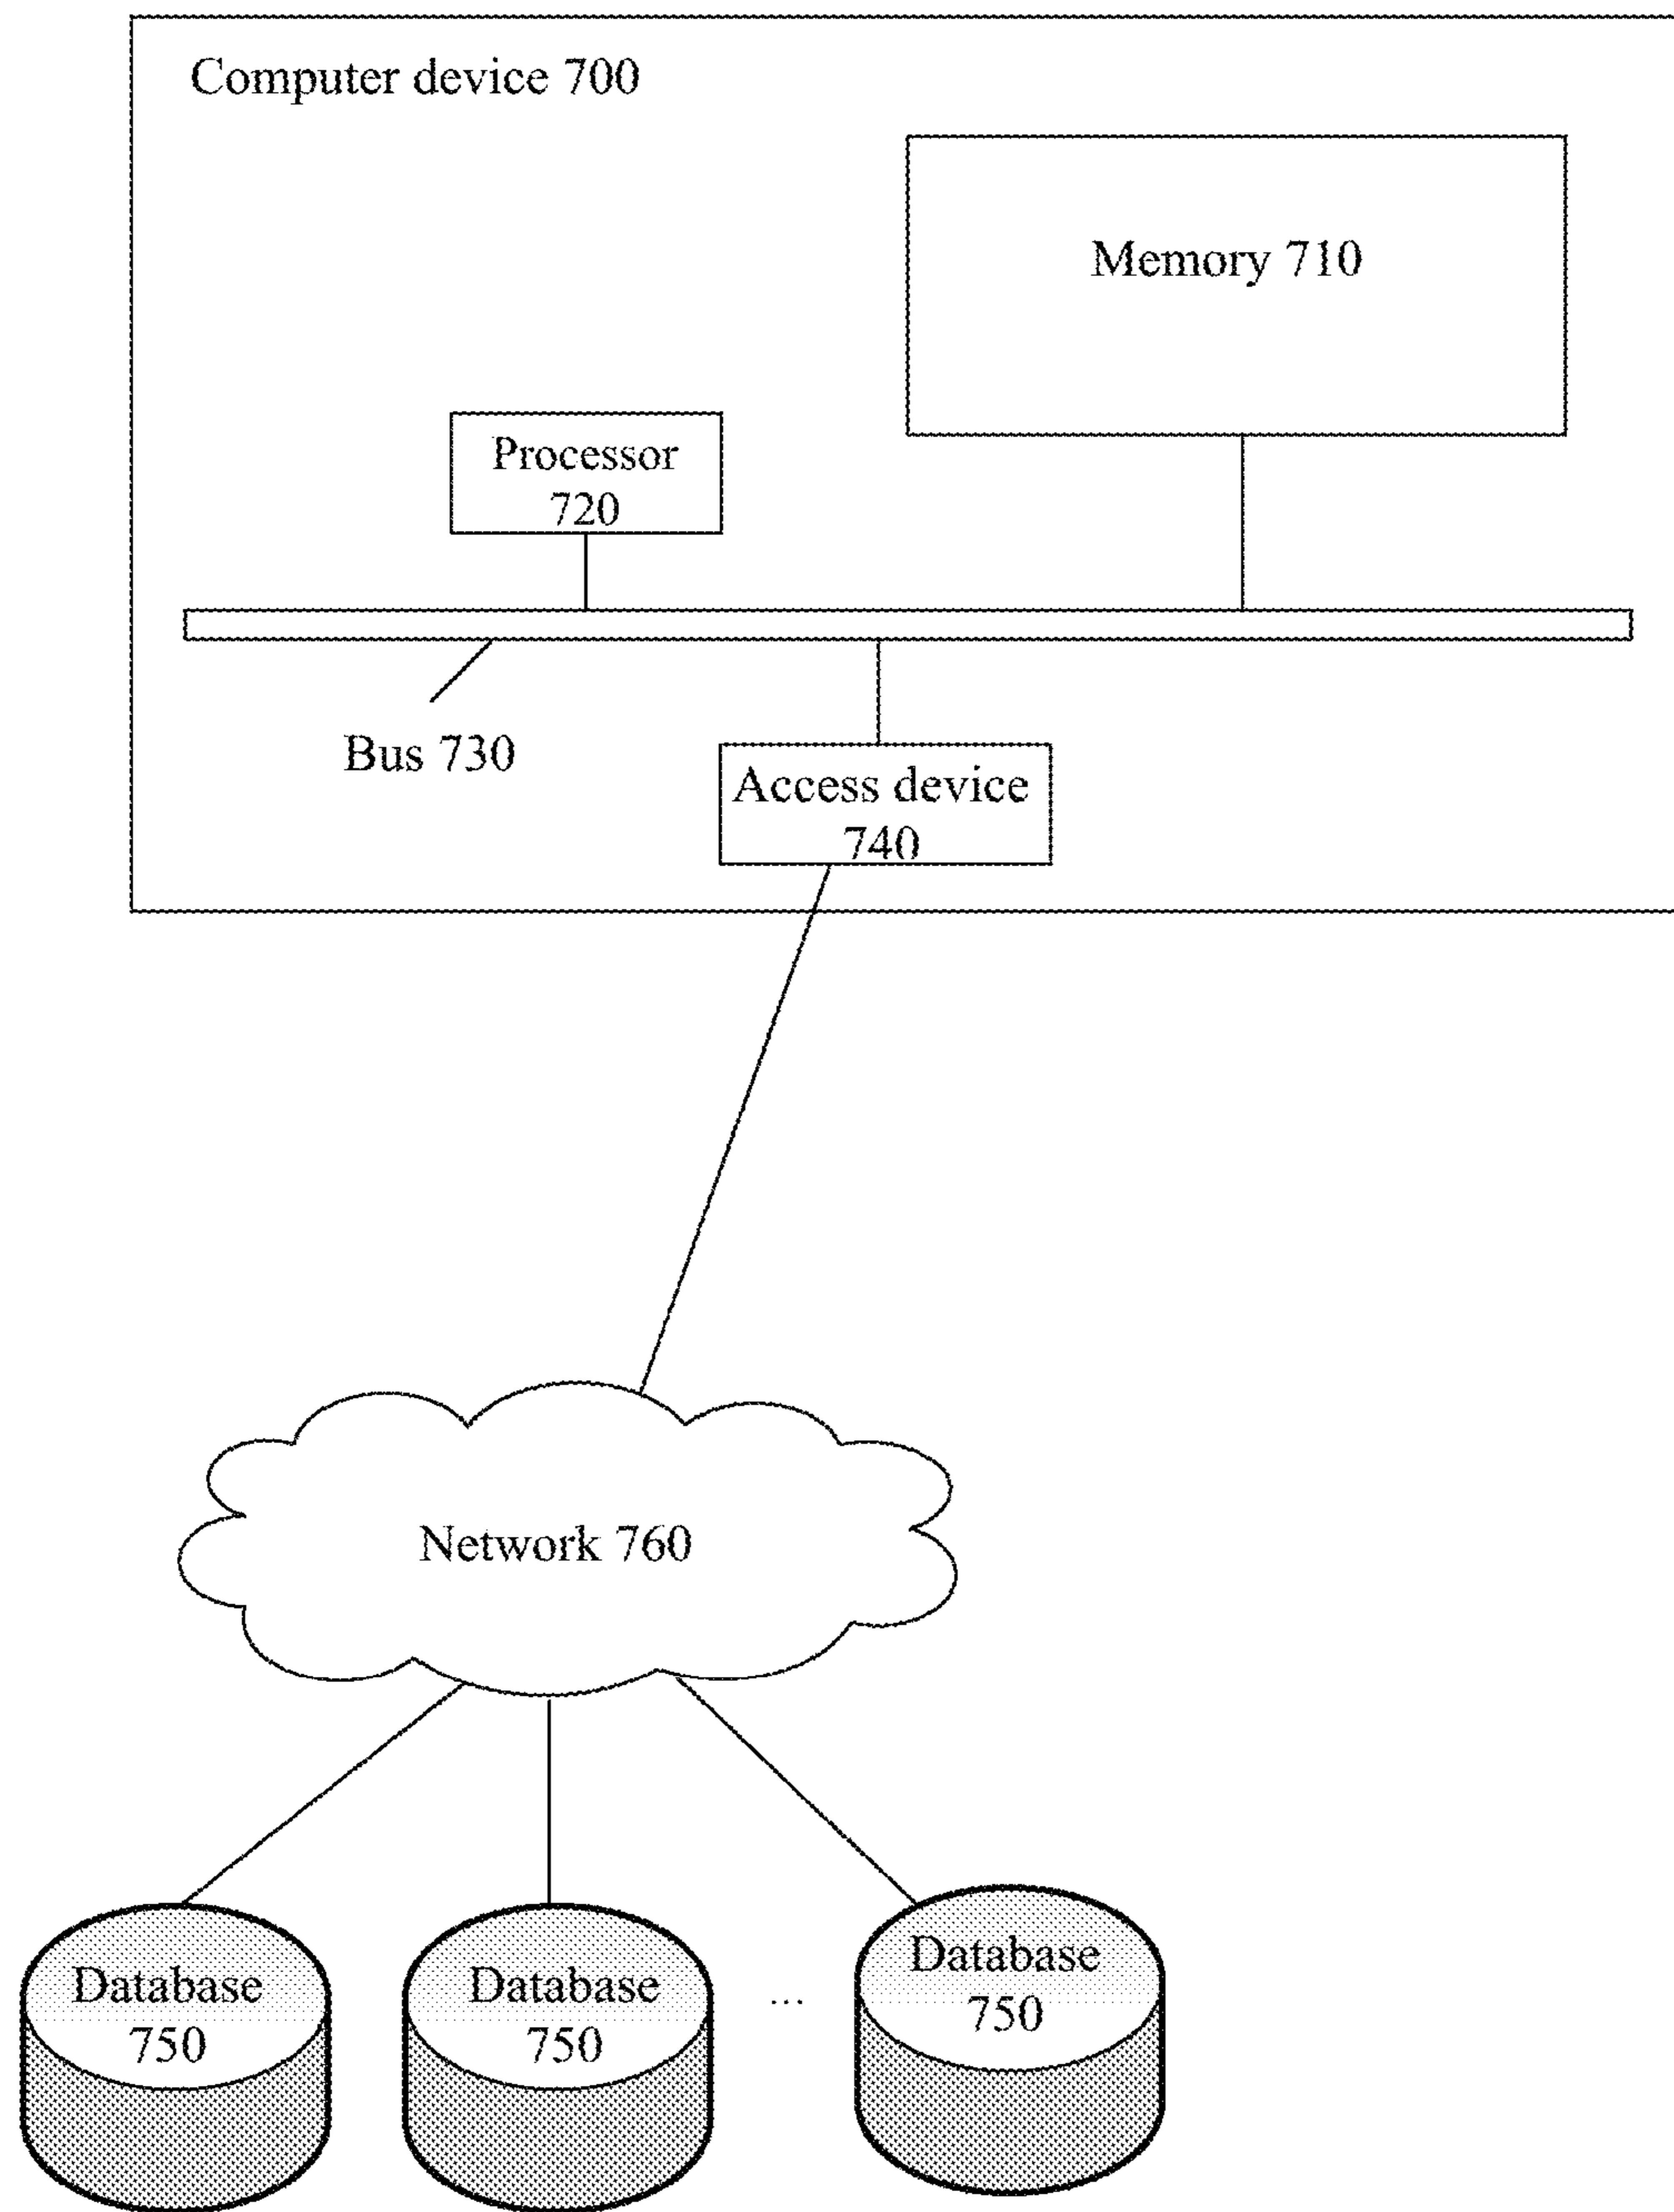 Computer device 700
Memory 710
Processor
720
Bus 730
Access device
740
Network 760
Database
750
Database
750
...
Database
750